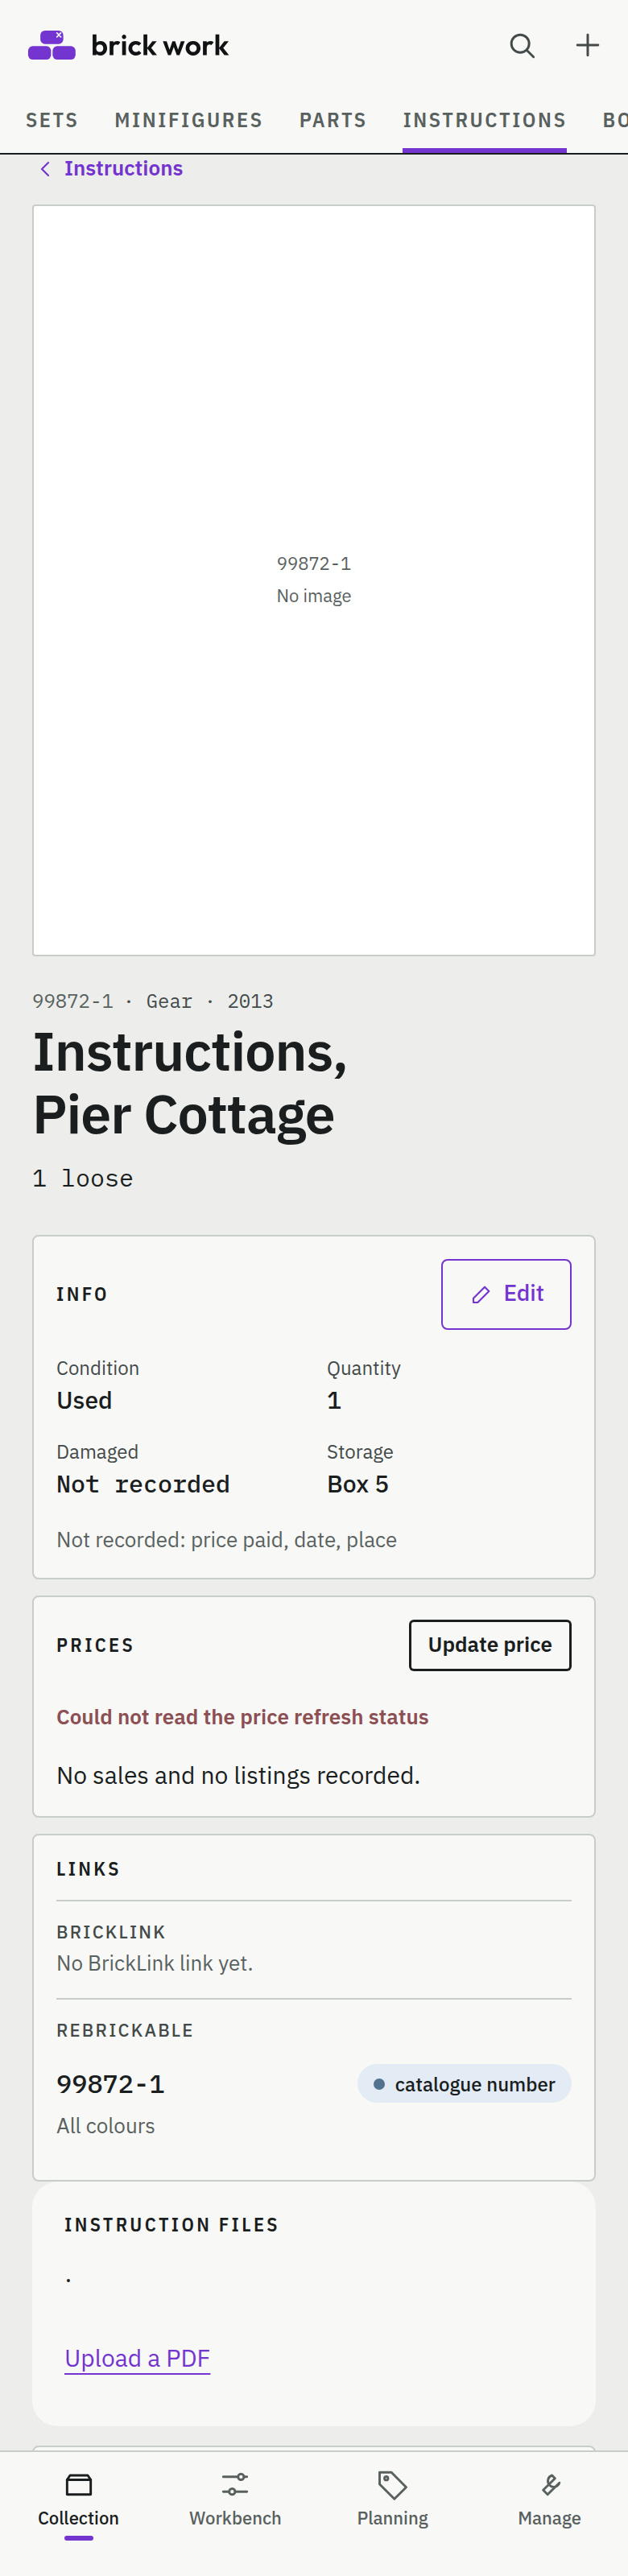 brick work
SETS MINIFIGURES PARTS INSTRUCTIONS BO
Instructions
99872-1
No image
99872-1 · Gear · 2013
Instructions,
Pier Cottage
1 loose
INFO
Edit
Condition Quantity
Used 1
Damaged Storage
Not recorded Box 5
Not recorded: price paid, date, place
PRICES
Update price
Could not read the price refresh status
No sales and no listings recorded.
LINKS
BRICKLINK
No BrickLink link yet.
REBRICKABLE
99872-1 catalogue number
All colours
INSTRUCTION FILES
.
Upload a PDF
Collection Workbench Planning Manage